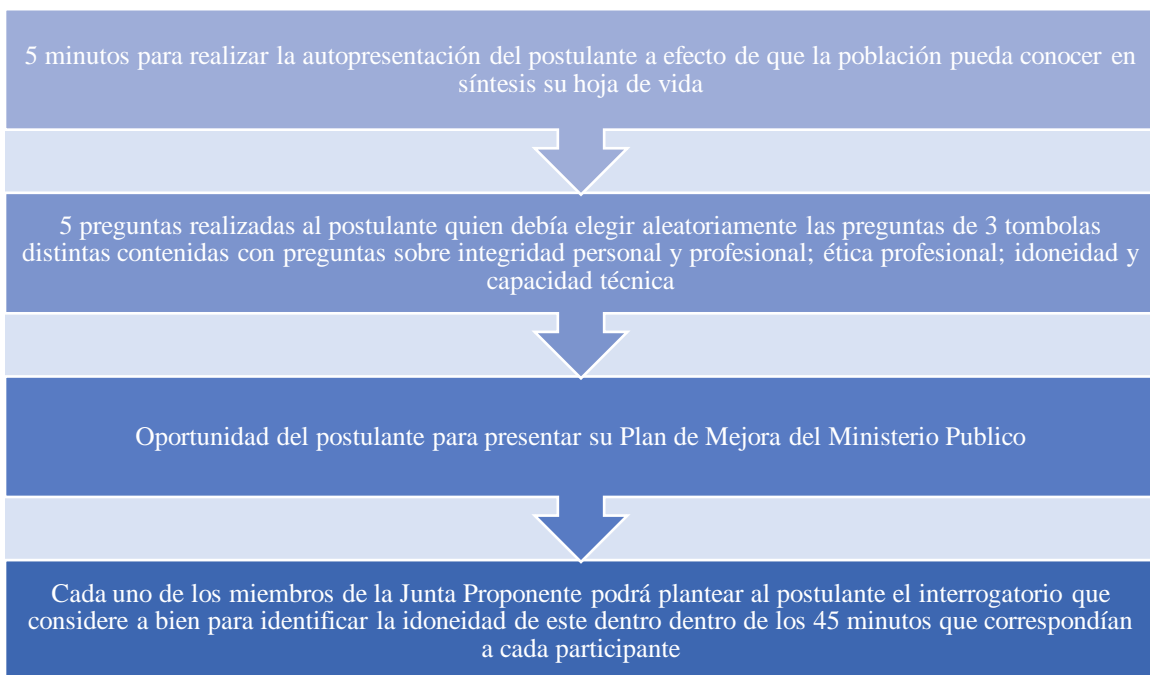 5 minutos para realizar la autopresentación del postulante a efecto de que la población pueda conocer en
síntesis su hoja de vida
5 preguntas realizadas al postulante quien debía elegir aleatoriamente las preguntas de 3 tombolas
distintas contenidas con preguntas sobre integridad personal y profesional; ética profesional; idoneidad y
capacidad técnica
Oportunidad del postulante para presentar su Plan de Mejora del Ministerio Publico
Cada uno de los miembros de la Junta Proponente podrá plantear al postulante el interrogatorio que
considere a bien para identificar la idoneidad de este dentro dentro de los 45 minutos que correspondían
a cada participante